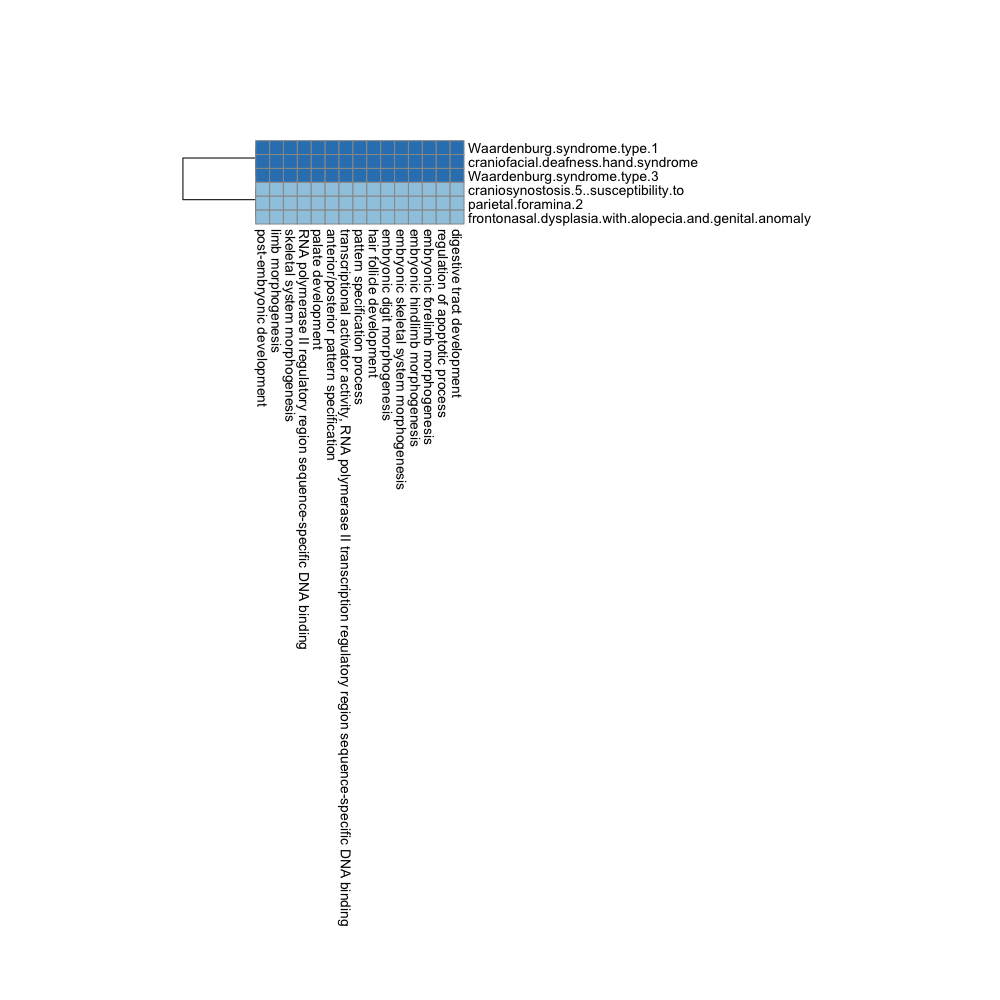 Waardenburg.syndrome.type.1
craniofacial.deafness.hand.syndrome
Waardenburg.syndrome.type.3
craniosynostosis.5..susceptibility.to
parietal.foramina.2
frontonasal.dysplasia.with.alopecia.and.genital.anomaly
post-embryonic development
limb morphogenesis
skeletal system morphogenesis
RNA polymerase II regulatory region sequence-specific DNA binding
palate development
anterior/posterior pattern specification
transcriptional activator activity, RNA polymerase II transcription regulatory region sequence-specific DNA binding
pattern specification process
hair follicle development
embryonic digit morphogenesis
embryonic skeletal system morphogenesis
embryonic hindlimb morphogenesis
embryonic forelimb morphogenesis
regulation of apoptotic process
digestive tract development